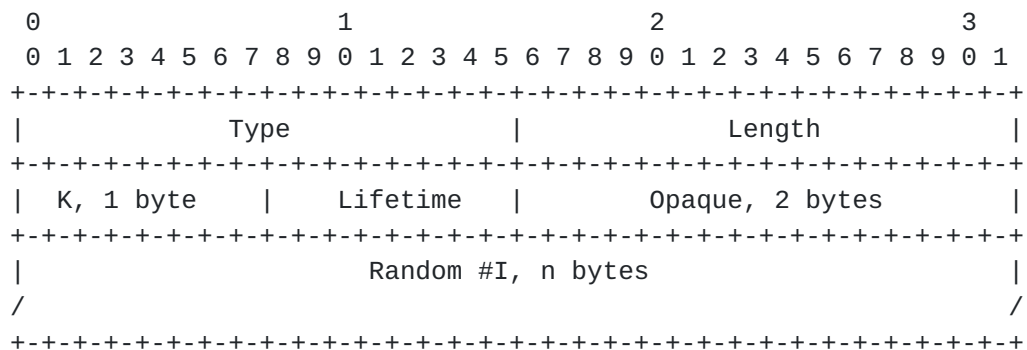 0                   1                   2                   3
 0 1 2 3 4 5 6 7 8 9 0 1 2 3 4 5 6 7 8 9 0 1 2 3 4 5 6 7 8 9 0 1
+-+-+-+-+-+-+-+-+-+-+-+-+-+-+-+-+-+-+-+-+-+-+-+-+-+-+-+-+-+-+-+-+
|             Type              |             Length            |
+-+-+-+-+-+-+-+-+-+-+-+-+-+-+-+-+-+-+-+-+-+-+-+-+-+-+-+-+-+-+-+-+
|  K, 1 byte    |    Lifetime   |        Opaque, 2 bytes        |
+-+-+-+-+-+-+-+-+-+-+-+-+-+-+-+-+-+-+-+-+-+-+-+-+-+-+-+-+-+-+-+-+
|                      Random #I, n bytes                       |
/                                                               /
+-+-+-+-+-+-+-+-+-+-+-+-+-+-+-+-+-+-+-+-+-+-+-+-+-+-+-+-+-+-+-+-+